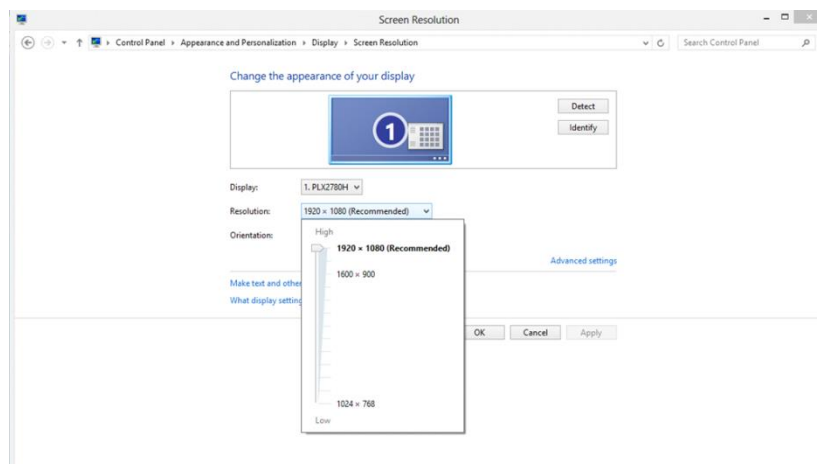 Screen Resolution
Control Panel Appearance and Personalization Display Screen Resolution
Search Control Panel
Change the appearance of your display
1
Detect
Identify
Display: 1. PLX2780H
Resolution: 1920 × 1080 (Recommended)
Orientation:
High
1920 × 1080 (Recommended)
1600 × 900
1024 × 768
Low
Advanced settings
Make text and other
What display setting
OK Cancel Apply